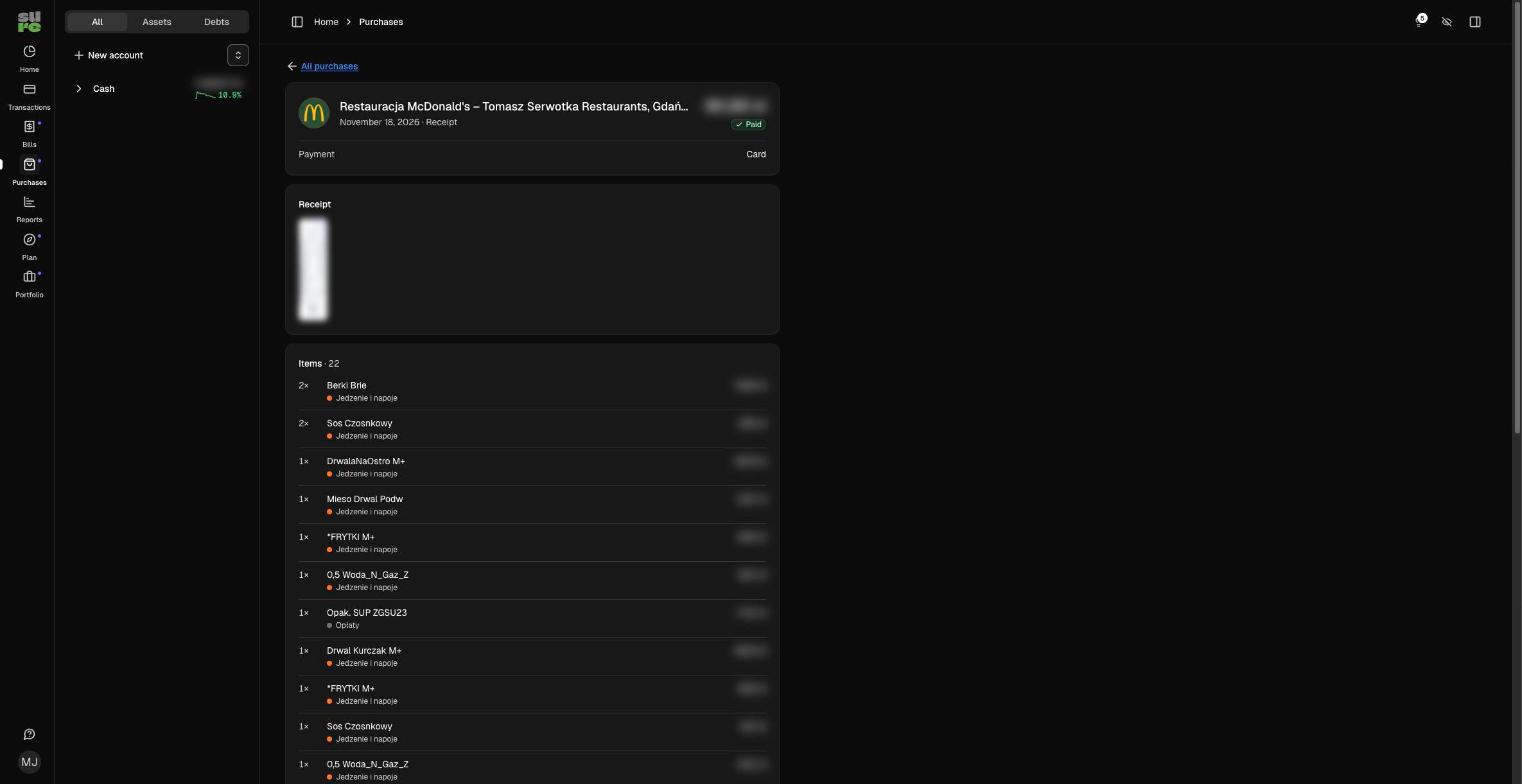 sure
All
Assets
Debts
Home
Purchases
5
New account
Cash
10.9%
Home
Transactions
Bills
Purchases
Reports
Plan
Portfolio
MJ
All purchases
Restauracja McDonald's – Tomasz Serwotka Restaurants, Gdań...
November 18, 2026 · Receipt
Paid
Payment
Card
Receipt
Items · 22
2× Berki Brie
Jedzenie i napoje
2× Sos Czosnkowy
Jedzenie i napoje
1× DrwalaNaOstro M+
Jedzenie i napoje
1× Mieso Drwal Podw
Jedzenie i napoje
1× *FRYTKI M+
Jedzenie i napoje
1× 0,5 Woda_N_Gaz_Z
Jedzenie i napoje
1× Opak. SUP ZGSU23
Opłaty
1× Drwal Kurczak M+
Jedzenie i napoje
1× *FRYTKI M+
Jedzenie i napoje
1× Sos Czosnkowy
Jedzenie i napoje
1× 0,5 Woda_N_Gaz_Z
Jedzenie i napoje